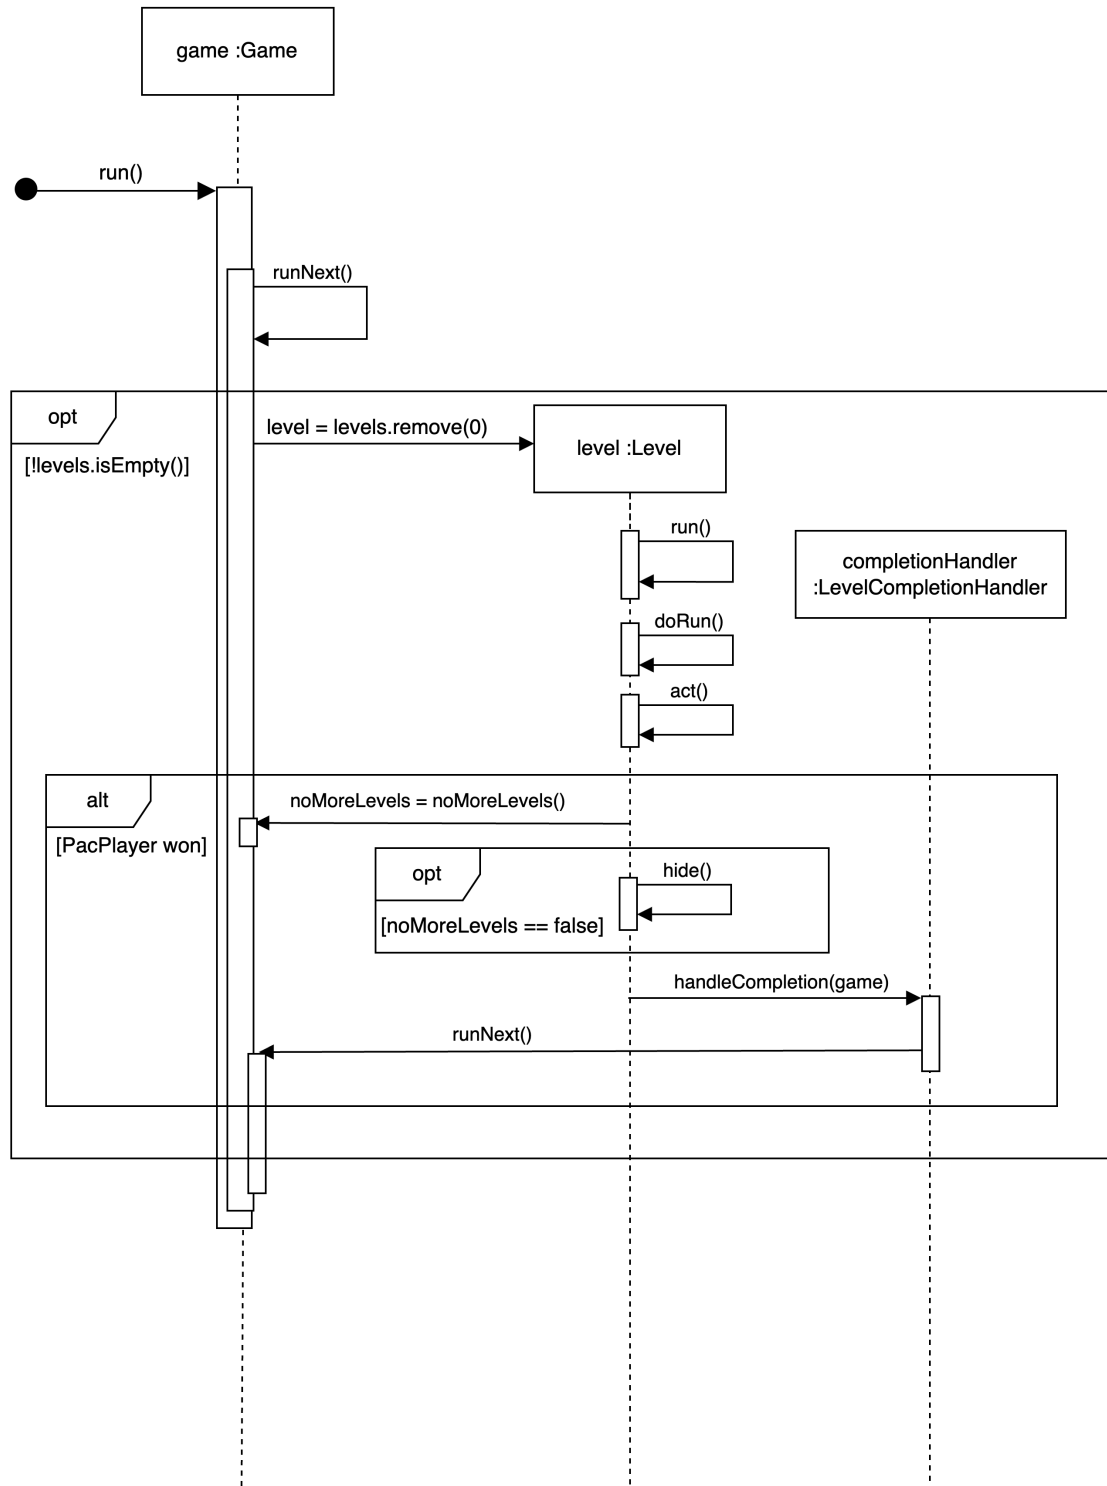 game :Game
run()
runNext()
opt
level = levels.remove(0)
level :Level
[!levels.isEmpty()]
run()
completionHandler
:LevelCompletionHandler
doRun()
act()
alt
noMoreLevels = noMoreLevels()
[PacPlayer won]
opt
hide()
[noMoreLevels == false]
handleCompletion(game)
runNext()